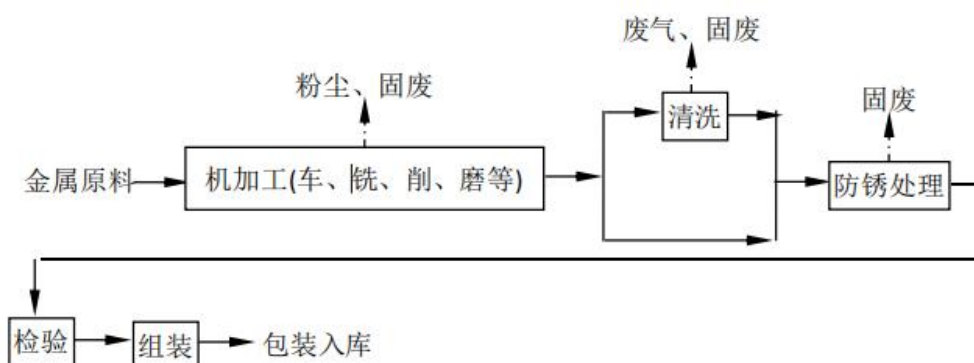 废气、固废
粉尘、固废
清洗
固废
金属原料
机加工(车、铣、削、磨等)
防锈处理
检验
组装
包装入库